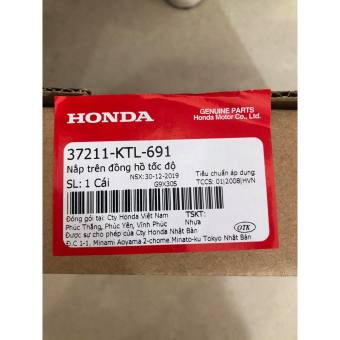 HONDA
GENUINE PARTS
Honda Motor Co., Ltd.
37211-KTL-691
Nắp trên đồng hồ tốc độ
SL: 1 Cái
NSX: 30-12-2019
G9X305
Tiêu chuẩn áp dụng:
TCCS: 01|2008|HVN
Đóng gói tại: Cty Honda Việt Nam
Phúc Thắng, Phúc Yên, Vĩnh Phúc
TSKT:
Nhựa
Được sự cho phép của Cty Honda Nhật Bản
Đ.C 1-1, Minami Aoyama 2-chome, Minato-ku Tokyo Nhật Bản
QTK